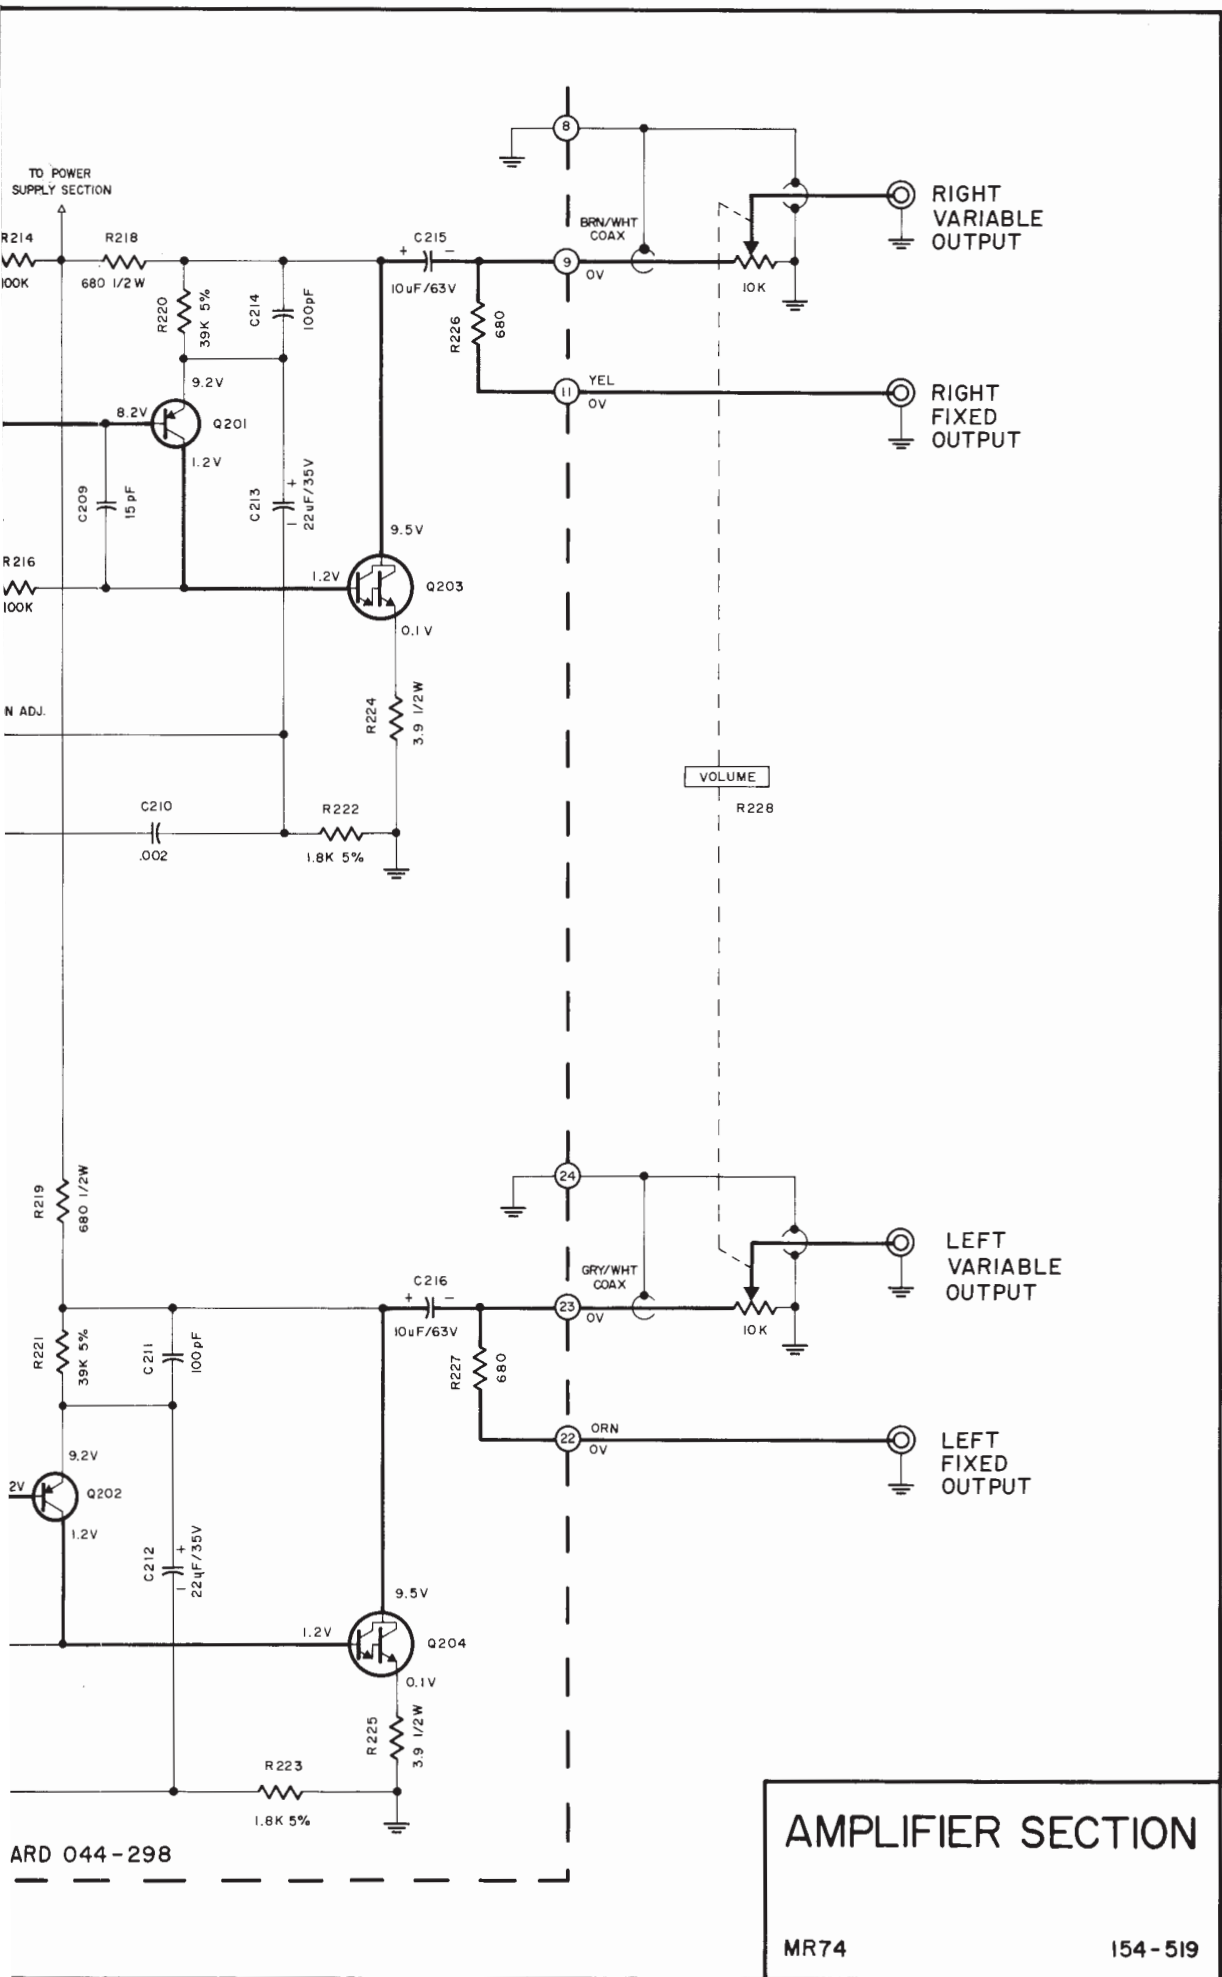 8
TO POWER
SUPPLY SECTION
RIGHT
VARIABLE
OUTPUT
BRN/WHT
COAX
R214
R218
C215
+ −
9
0V
100K
680 1/2W
10uF/63V
10K
R220
39K 5%
C214
100pF
R226
680
9.2V
11
YEL
0V
RIGHT
FIXED
OUTPUT
8.2V
Q201
1.2V
C209
15pF
C213
+
−
22uF/35V
9.5V
R216
1.2V
Q203
100K
0.1V
R224
3.9 1/2W
N ADJ.
VOLUME
R228
C210
R222
.002
1.8K 5%
24
R219
680 1/2W
LEFT
VARIABLE
OUTPUT
GRY/WHT
COAX
C216
+ −
23
0V
10uF/63V
10K
R221
39K 5%
C211
100pF
R227
680
22
ORN
0V
LEFT
FIXED
OUTPUT
9.2V
2V
Q202
1.2V
C212
+
−
22uF/35V
9.5V
1.2V
Q204
0.1V
R225
3.9 1/2W
R223
1.8K 5%
ARD 044-298
AMPLIFIER SECTION
MR74
154-519